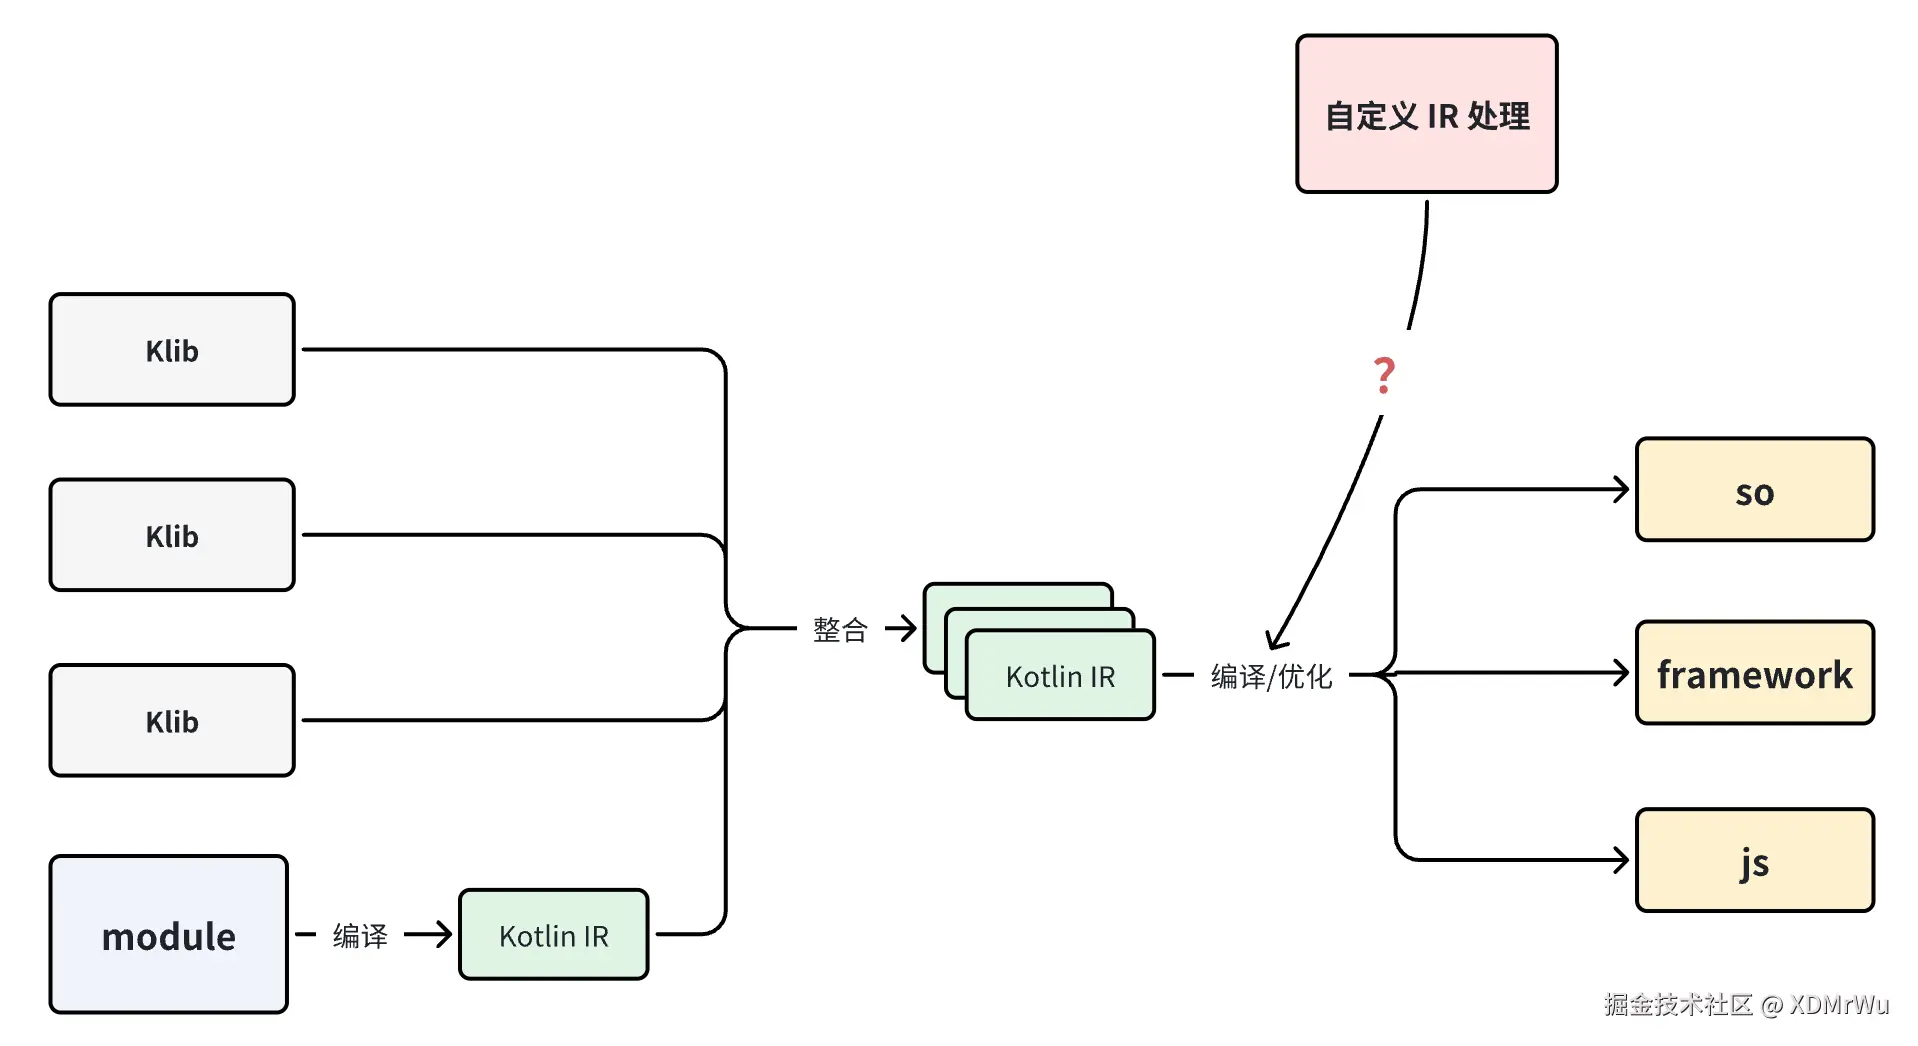 自定义 IR 处理
Klib
?
so
Klib
整合
Kotlin IR
编译/优化
framework
Klib
js
module
编译
Kotlin IR
掘金技术社区 @ XDMrWu